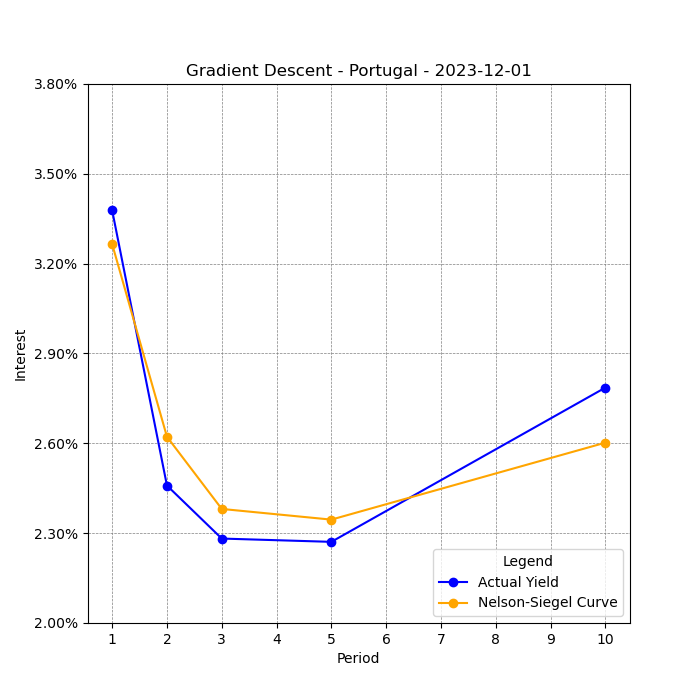 Gradient Descent - Portugal - 2023-12-01
3.80%
3.50%
3.20%
2.90%
2.60%
2.30%
2.00%
Interest
1 2 3 4 5 6 7 8 9 10
Period
Legend
Actual Yield
Nelson-Siegel Curve